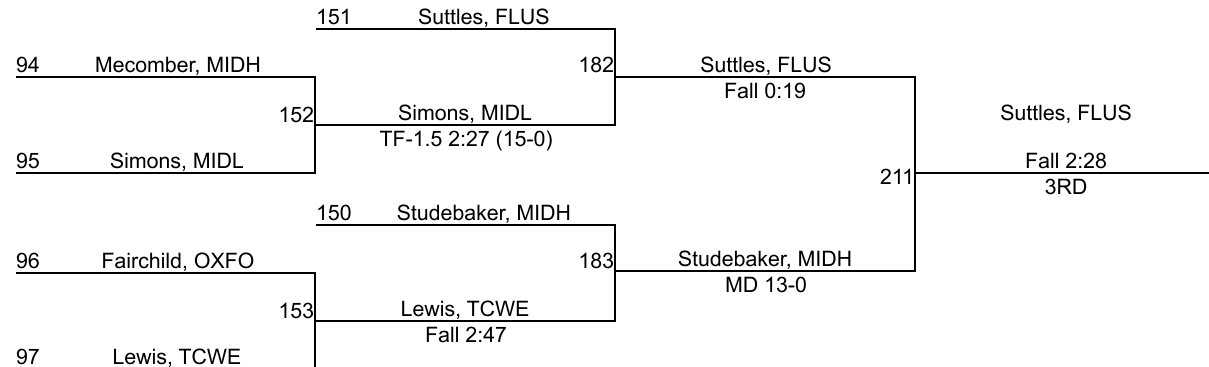 151 Suttles, FLUS
94 Mecomber, MIDH
182 Suttles, FLUS
Fall 0:19
152 Simons, MIDL
TF-1.5 2:27 (15-0)
Suttles, FLUS
95 Simons, MIDL
Fall 2:28
211
3RD
150 Studebaker, MIDH
96 Fairchild, OXFO
183 Studebaker, MIDH
MD 13-0
153 Lewis, TCWE
Fall 2:47
97 Lewis, TCWE